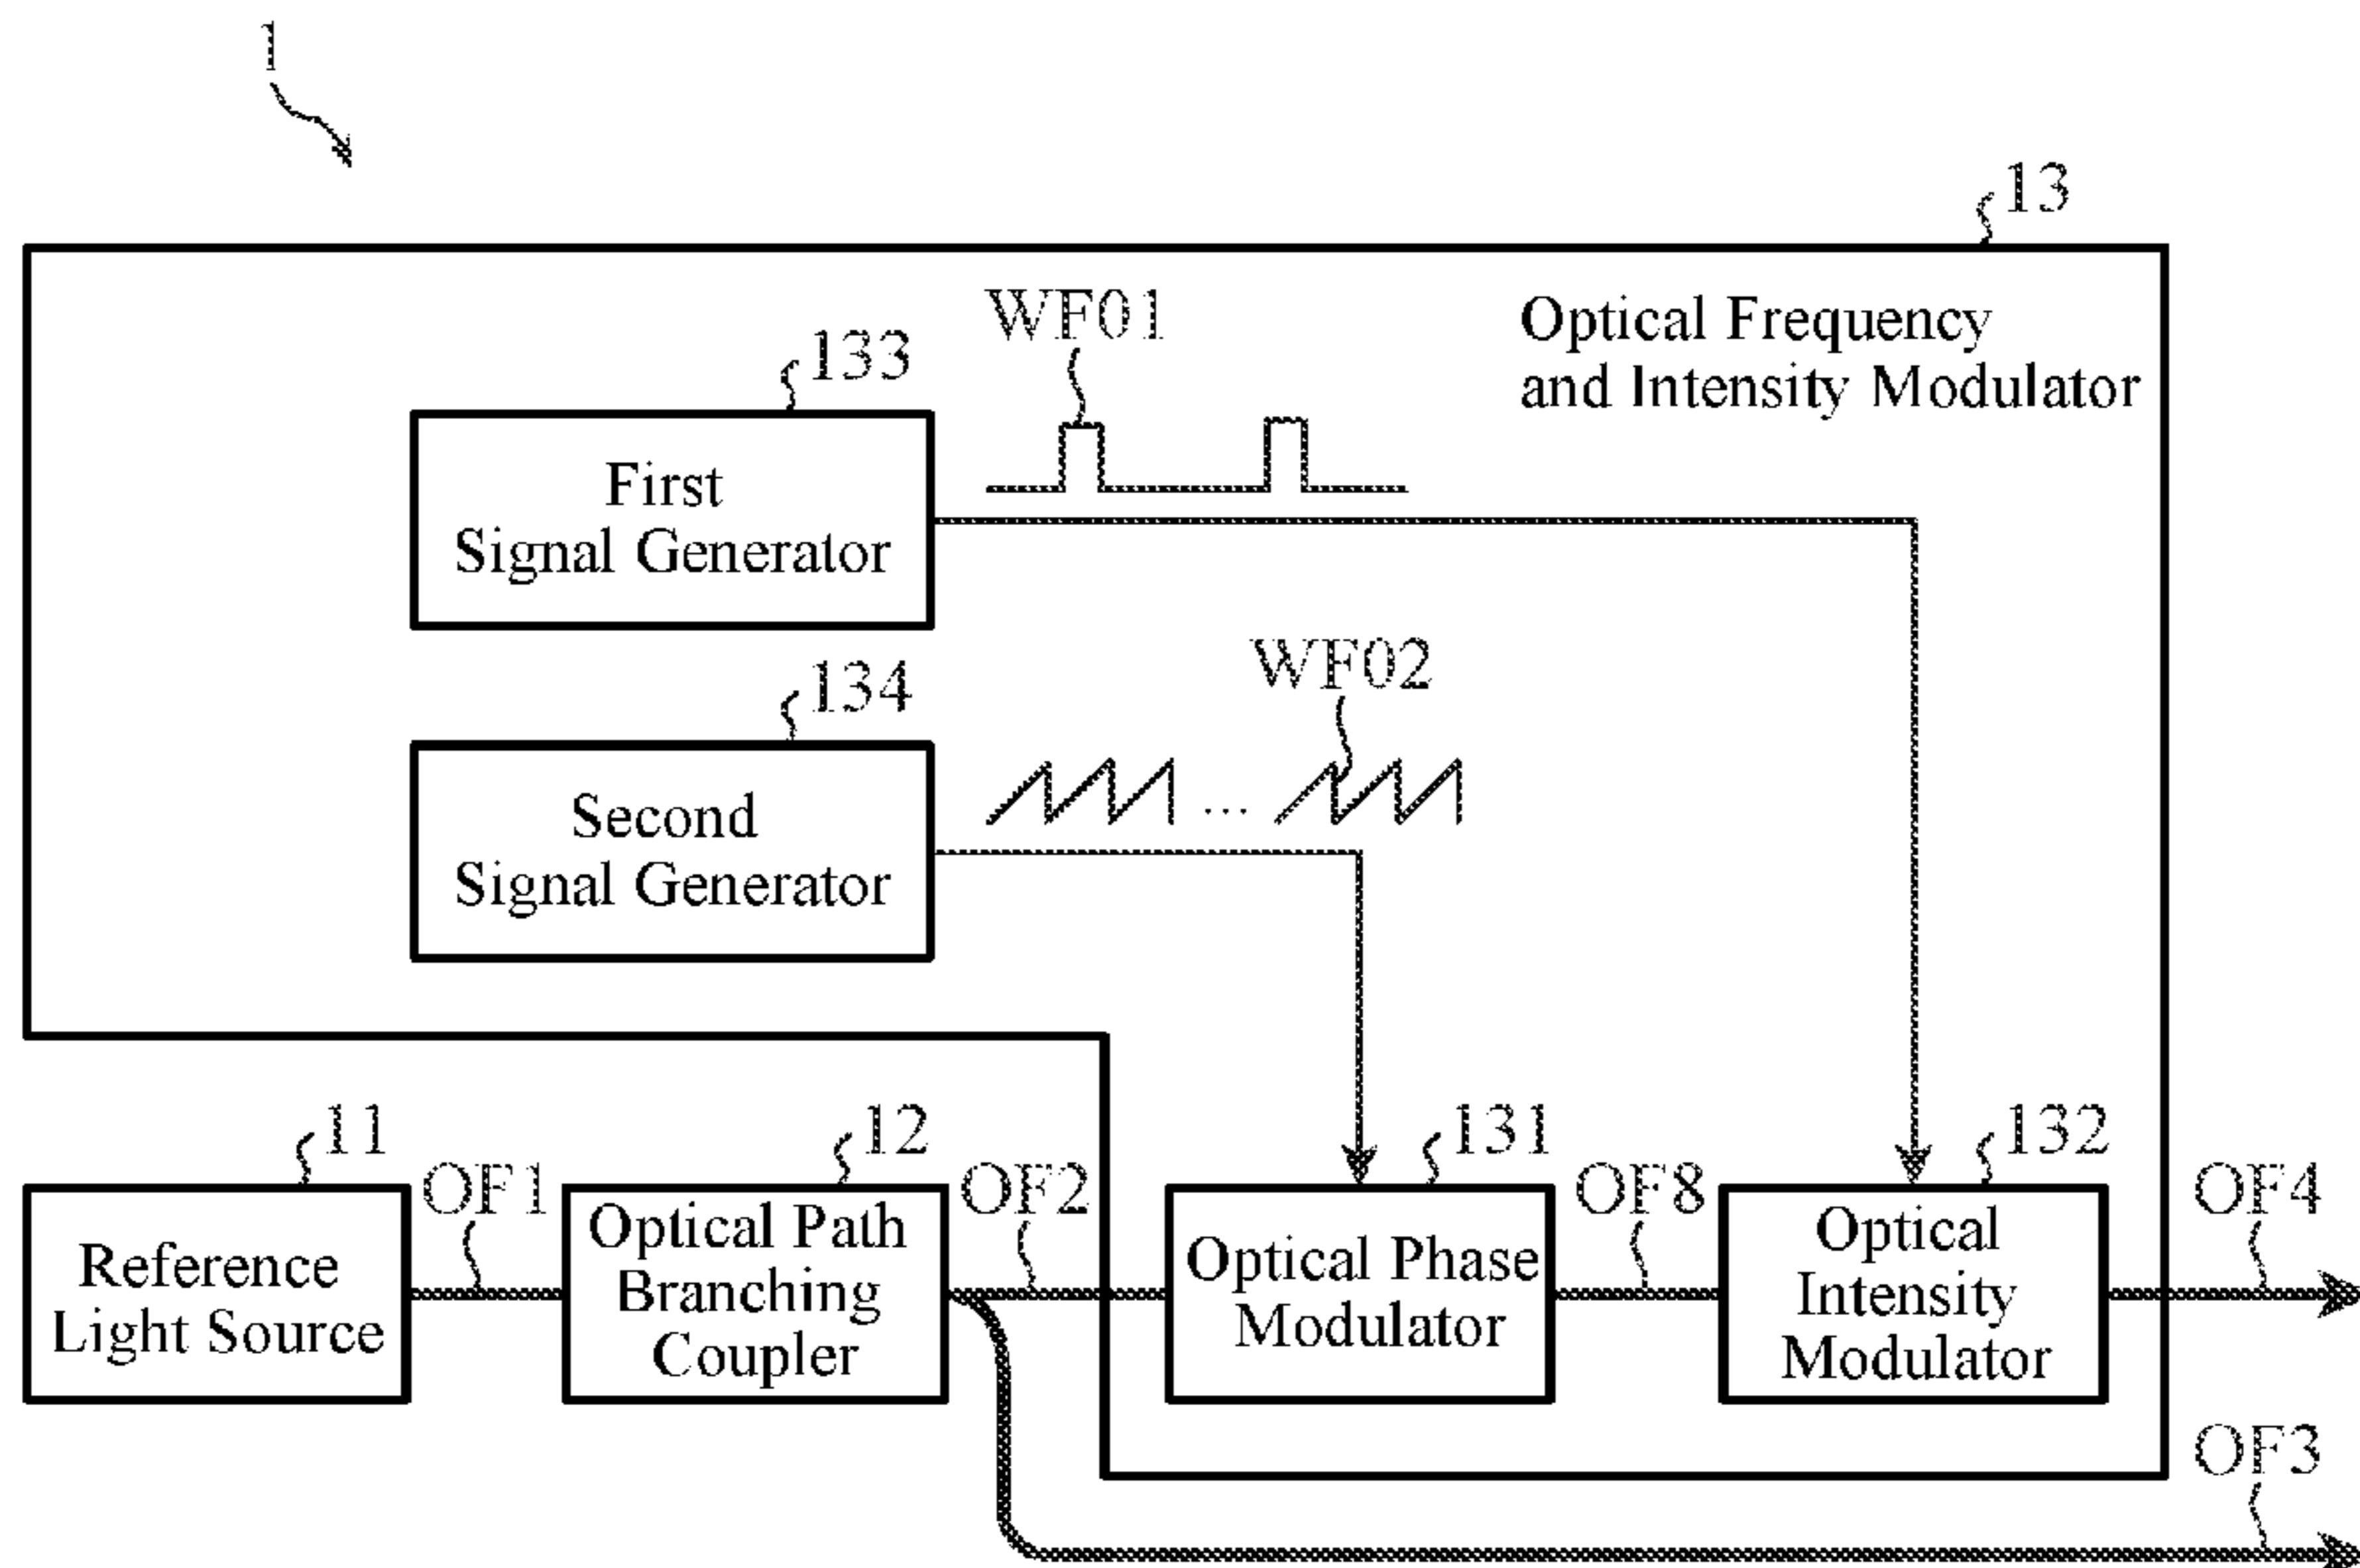 1
13
WF01
Optical Frequency
and Intensity Modulator
133
First
Signal Generator
WF02
134
Second
Signal Generator
...
11
OF1
12
OF2
131
OF8
132
OF4
Reference
Light Source
Optical Path
Branching
Coupler
Optical Phase
Modulator
Optical
Intensity
Modulator
OF3